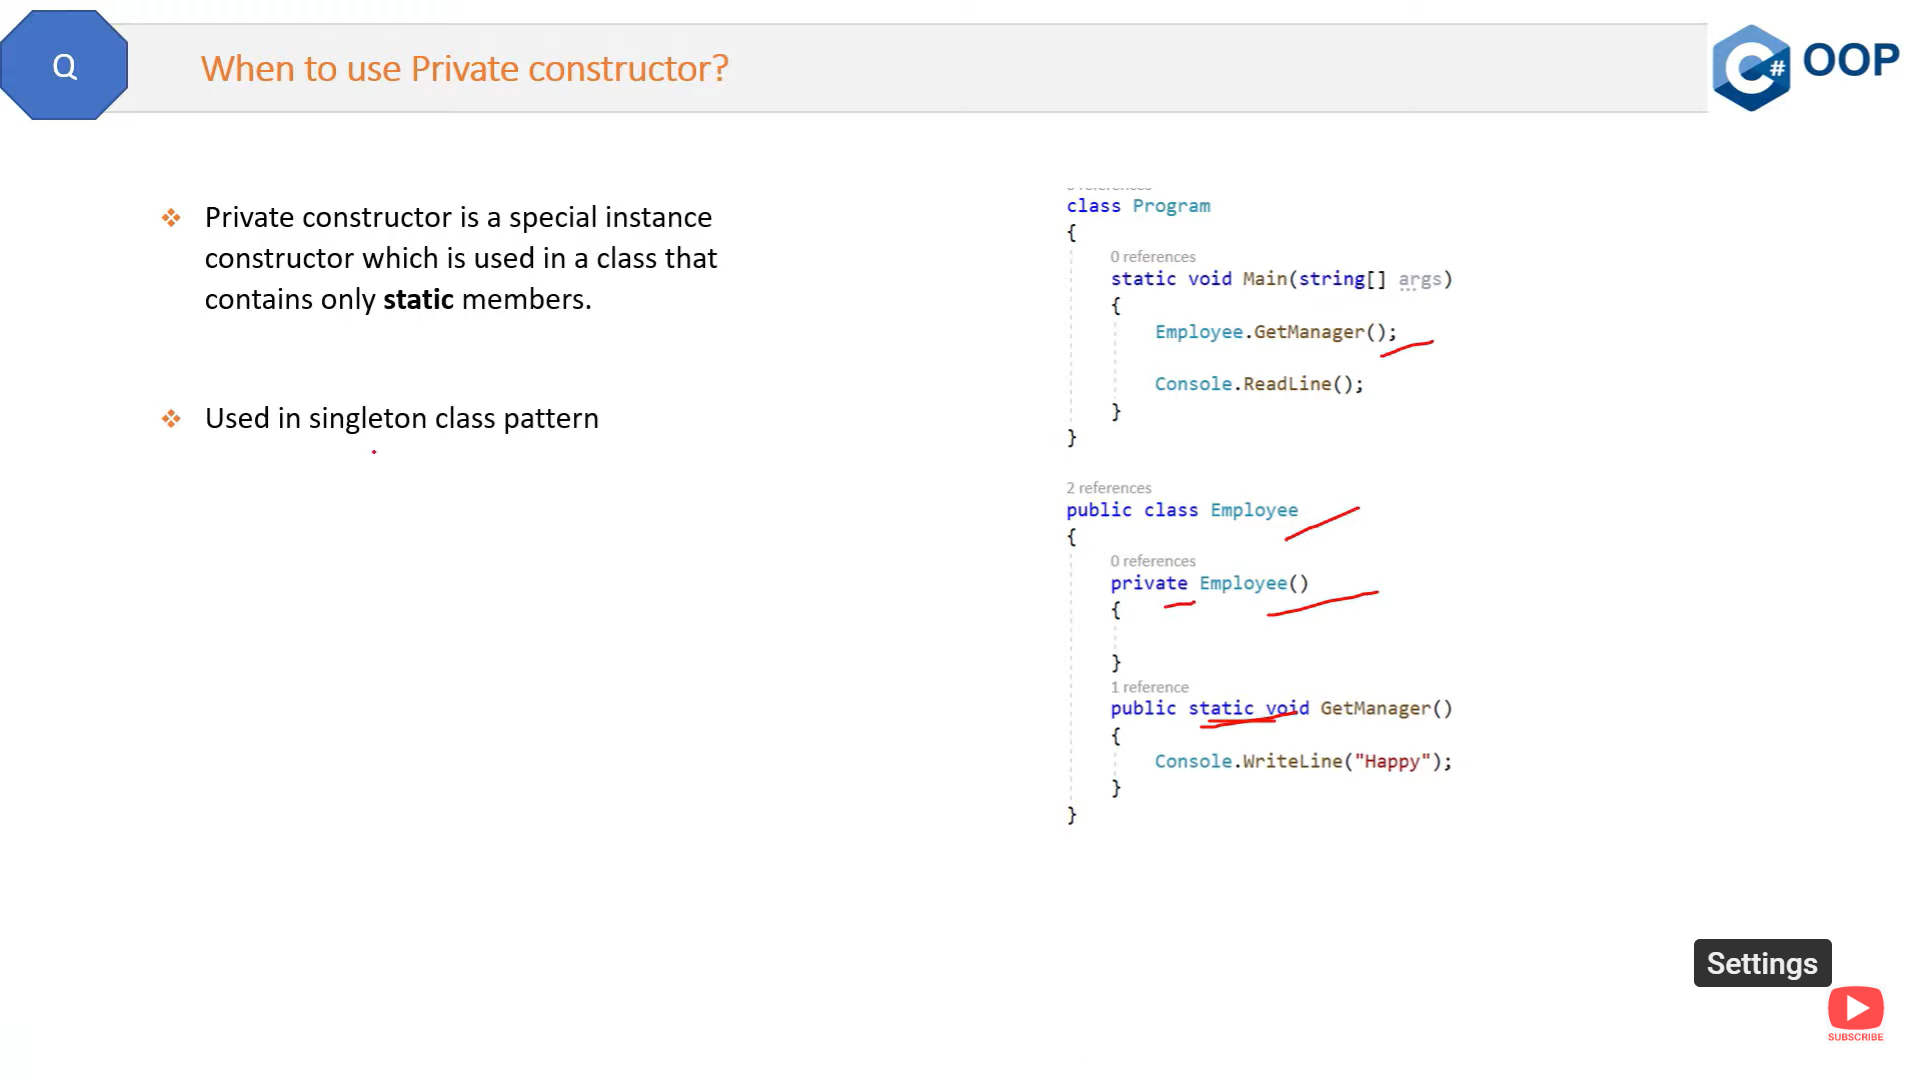 Q
When to use Private constructor?
C# OOP
Private constructor is a special instance
constructor which is used in a class that
contains only static members.
Used in singleton class pattern
class Program
{
0 references
static void Main(string[] args)
{
Employee.GetManager();
Console.ReadLine();
}
}
2 references
public class Employee
{
0 references
private Employee()
{
}
1 reference
public static void GetManager()
{
Console.WriteLine("Happy");
}
}
Settings
SUBSCRIBE